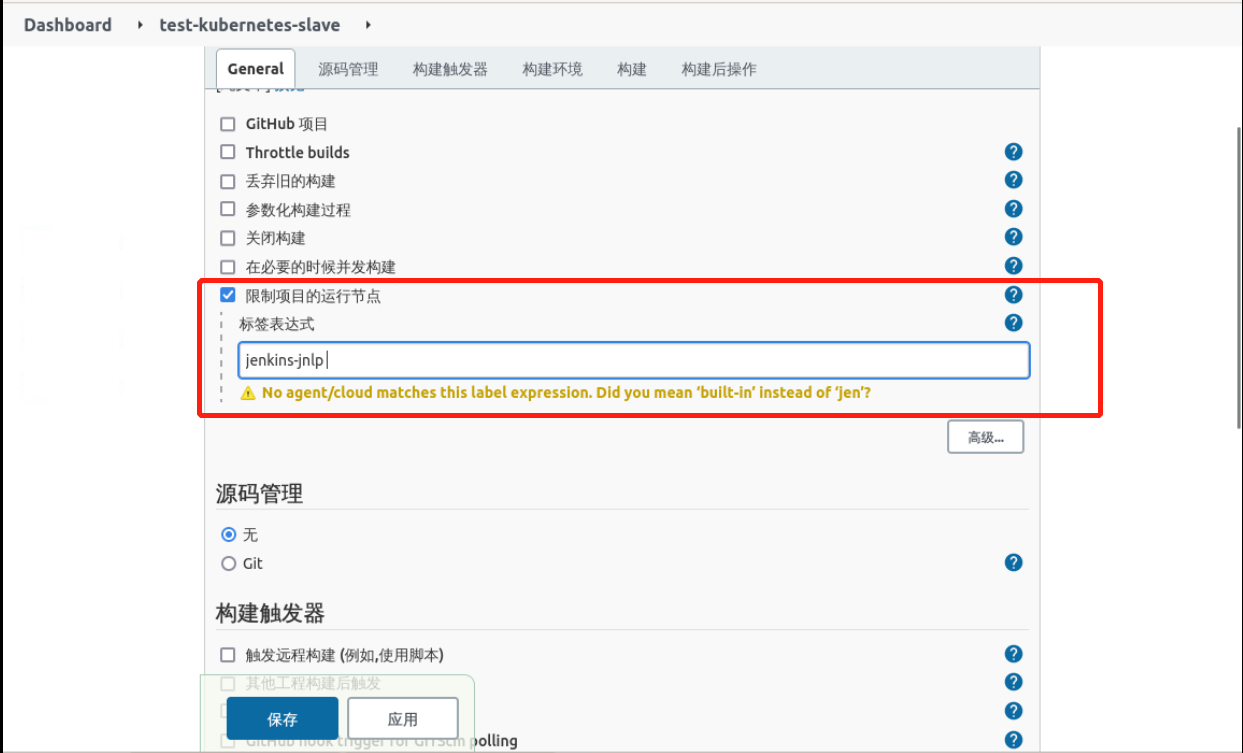 Dashboard test-kubernetes-slave
General 源码管理 构建触发器 构建环境 构建 构建后操作
GitHub 项目
Throttle builds
丢弃旧的构建
参数化构建过程
关闭构建
在必要的时候并发构建
限制项目的运行节点
标签表达式
jenkins-jnlp
No agent/cloud matches this label expression. Did you mean ‘built-in’ instead of ‘jen’?
高级...
源码管理
无
Git
构建触发器
触发远程构建 (例如,使用脚本)
其他工程构建后触发
保存 应用
GitHub hook trigger for GITScm polling